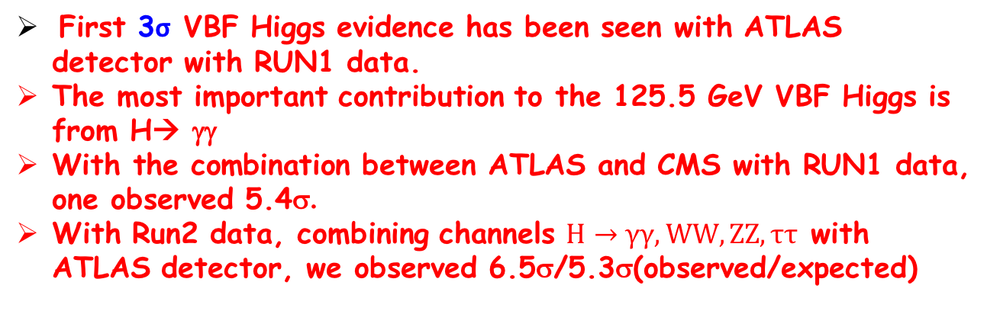 ➢ First 3σ VBF Higgs evidence has been seen with ATLAS
detector with RUN1 data.
➢ The most important contribution to the 125.5 GeV VBF Higgs is
from H→ γγ
➢ With the combination between ATLAS and CMS with RUN1 data,
one observed 5.4σ.
➢ With Run2 data, combining channels H → γγ, WW, ZZ, ττ with
ATLAS detector, we observed 6.5σ/5.3σ(observed/expected)